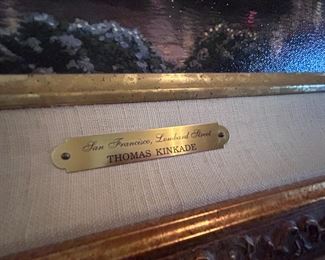 San Francisco, Lombard Street
THOMAS KINKADE